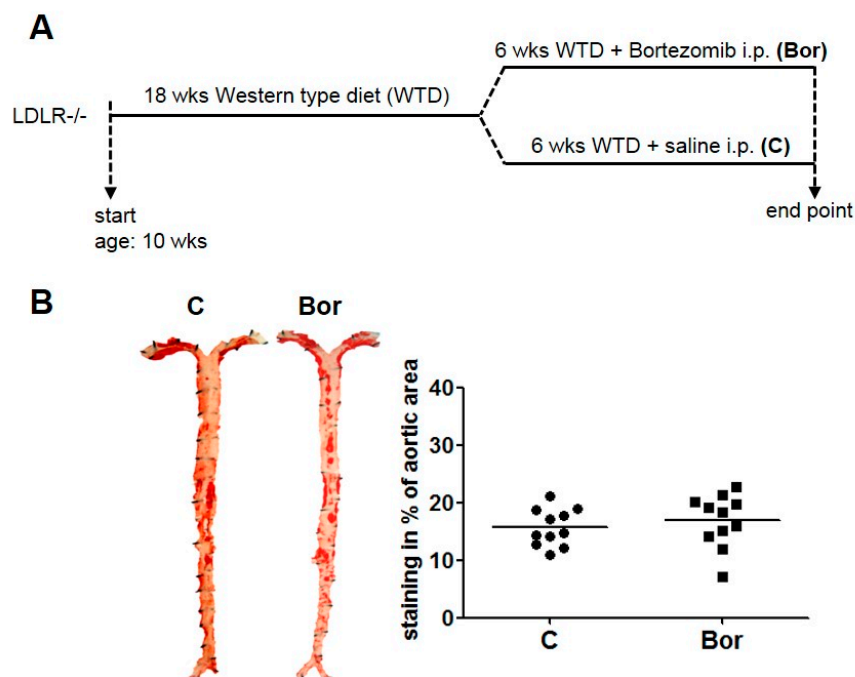 A
6 wks WTD + Bortezomib i.p. (Bor)
18 wks Western type diet (WTD)
LDLR-/-
6 wks WTD + saline i.p. (C)
start
age: 10 wks
end point
B
C
Bor
staining in % of aortic area
40
30
20
10
0
C
Bor